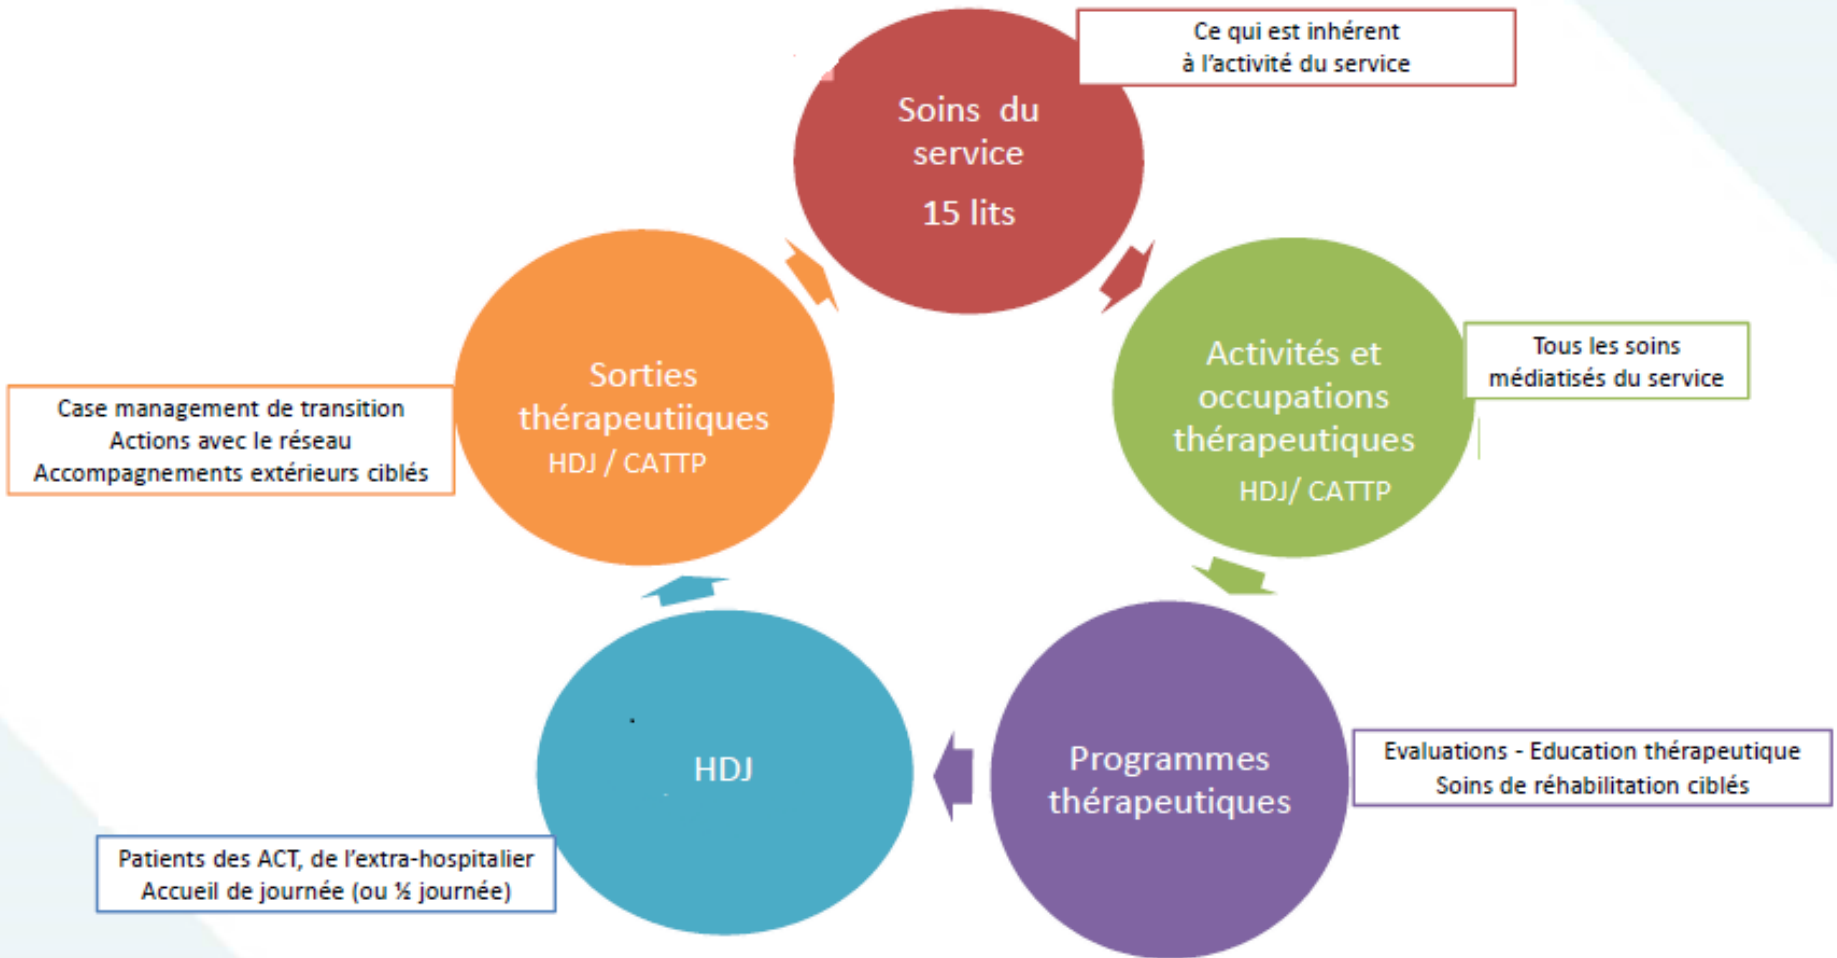 Ce qui est inhérent
à l'activité du service
Soins du
service
15 lits
Activités et
occupations
thérapeutiques
HDJ/ CATTP
Tous les soins
médiatisés du service
Programmes
thérapeutiques
Evaluations - Education thérapeutique
Soins de réhabilitation ciblés
HDJ
Patients des ACT, de l'extra-hospitalier
Accueil de journée (ou ½ journée)
Sorties
thérapeutiiques
HDJ / CATTP
Case management de transition
Actions avec le réseau
Accompagnements extérieurs ciblés